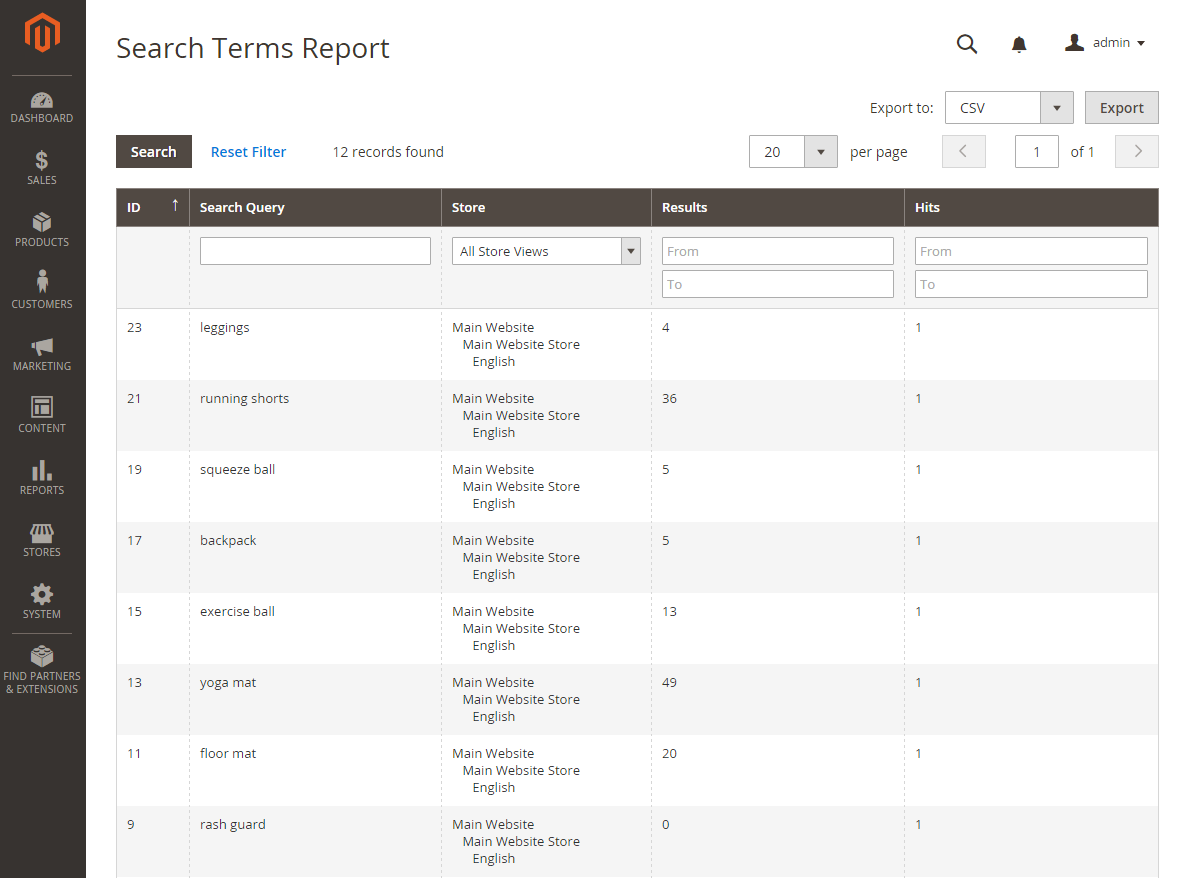 Search Terms Report
admin
DASHBOARD
SALES
PRODUCTS
CUSTOMERS
MARKETING
CONTENT
REPORTS
STORES
SYSTEM
FIND PARTNERS
& EXTENSIONS
Export to: CSV Export
Search Reset Filter 12 records found 20 per page 1 of 1
ID ↑ Search Query Store Results Hits
All Store Views From From
To To
23 leggings Main Website 4 1
Main Website Store
English
21 running shorts Main Website 36 1
Main Website Store
English
19 squeeze ball Main Website 5 1
Main Website Store
English
17 backpack Main Website 5 1
Main Website Store
English
15 exercise ball Main Website 13 1
Main Website Store
English
13 yoga mat Main Website 49 1
Main Website Store
English
11 floor mat Main Website 20 1
Main Website Store
English
9 rash guard Main Website 0 1
Main Website Store
English